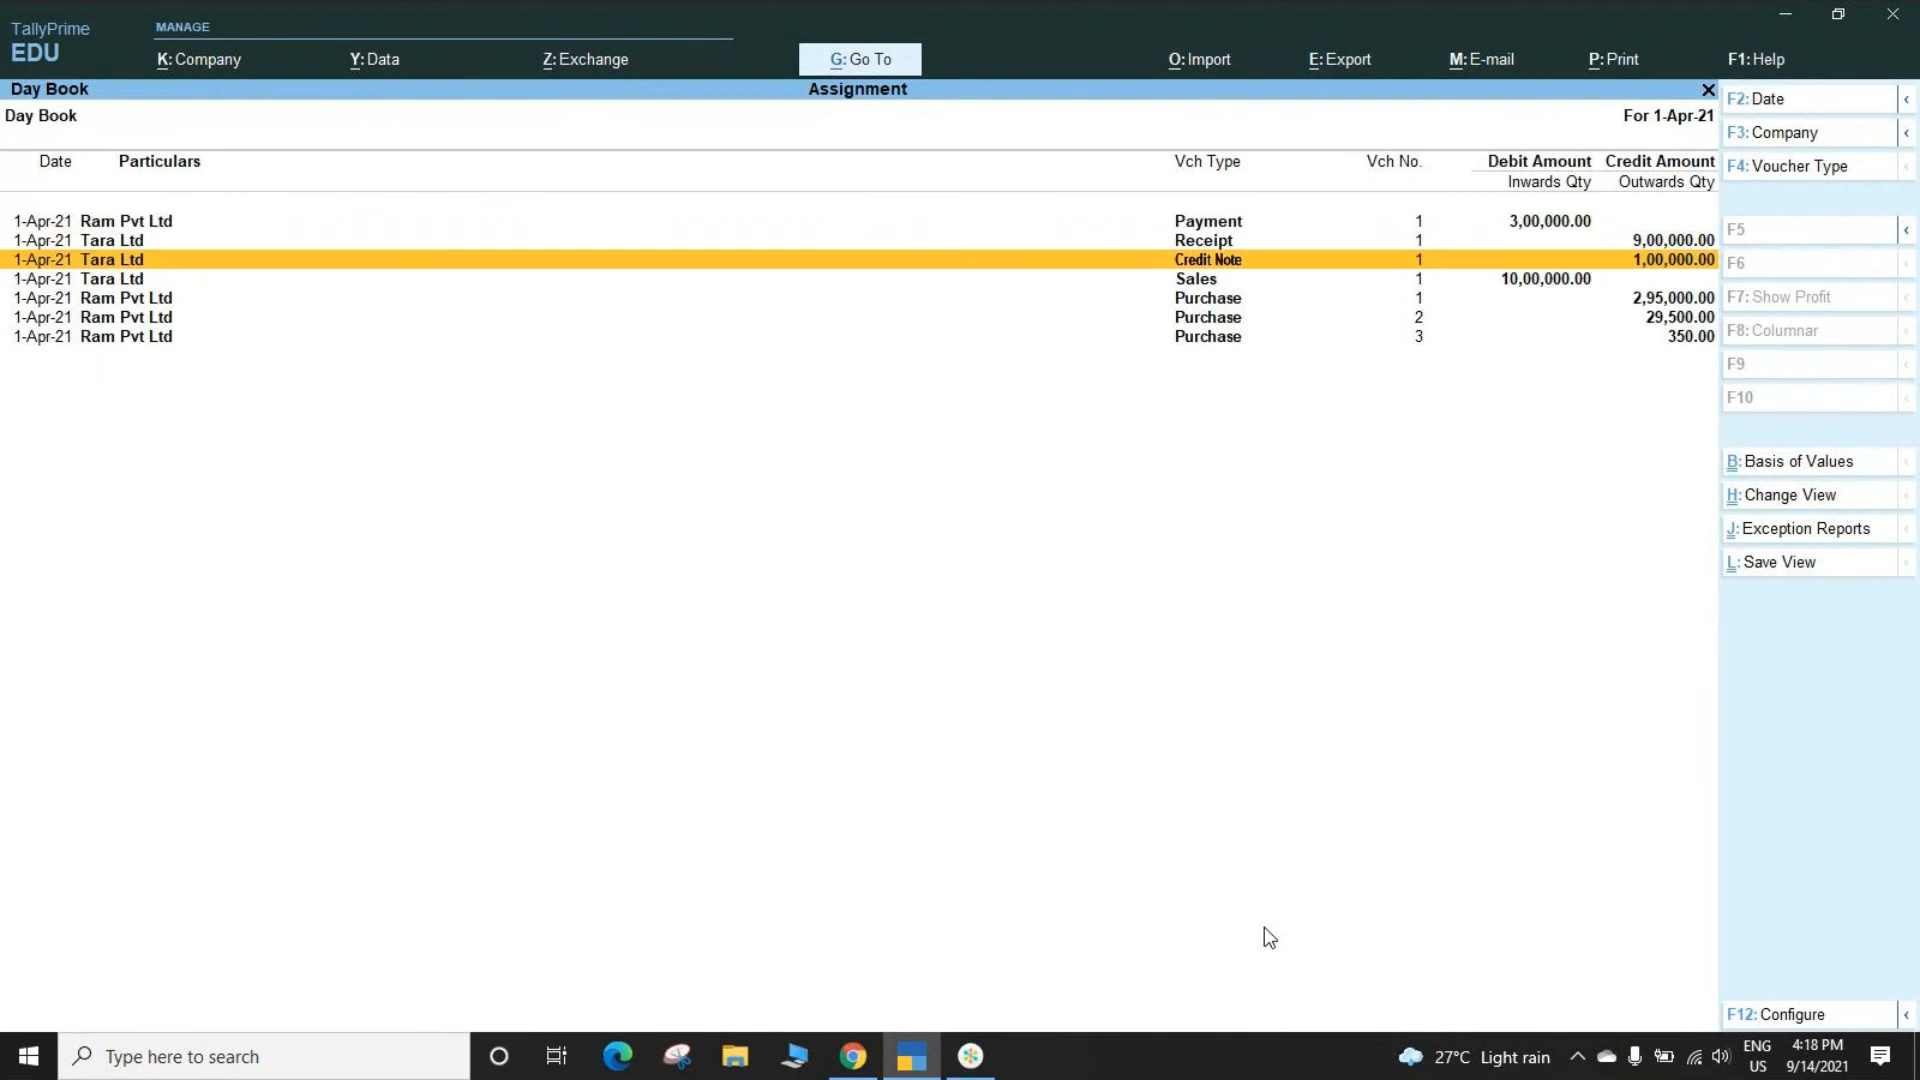 TallyPrime
EDU
MANAGE
K: Company Y: Data Z: Exchange G: Go To O: Import E: Export M: E-mail P: Print F1: Help
Day Book Assignment
Day Book For 1-Apr-21
Date Particulars Vch Type Vch No. Debit Amount Credit Amount
Inwards Qty Outwards Qty
1-Apr-21 Ram Pvt Ltd Payment 1 3,00,000.00
1-Apr-21 Tara Ltd Receipt 1 9,00,000.00
1-Apr-21 Tara Ltd Credit Note 1 1,00,000.00
1-Apr-21 Tara Ltd Sales 1 10,00,000.00
1-Apr-21 Ram Pvt Ltd Purchase 1 2,95,000.00
1-Apr-21 Ram Pvt Ltd Purchase 2 29,500.00
1-Apr-21 Ram Pvt Ltd Purchase 3 350.00
F2: Date
F3: Company
F4: Voucher Type
F5
F6
F7: Show Profit
F8: Columnar
F9
F10
B: Basis of Values
H: Change View
J: Exception Reports
L: Save View
F12: Configure
Type here to search
27°C Light rain
ENG
US
4:18 PM
9/14/2021